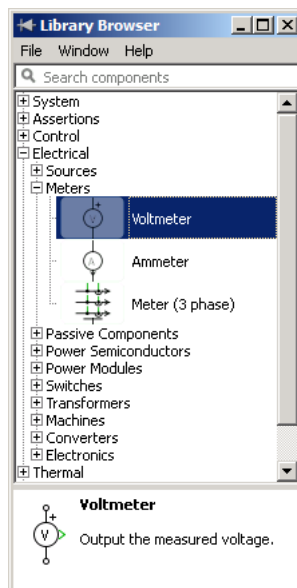 Library Browser
File Window Help
Search components
System
Assertions
Control
Electrical
Sources
Meters
V
Voltmeter
A
Ammeter
Meter (3 phase)
Passive Components
Power Semiconductors
Power Modules
Switches
Transformers
Machines
Converters
Electronics
Thermal
Voltmeter
V
Output the measured voltage.